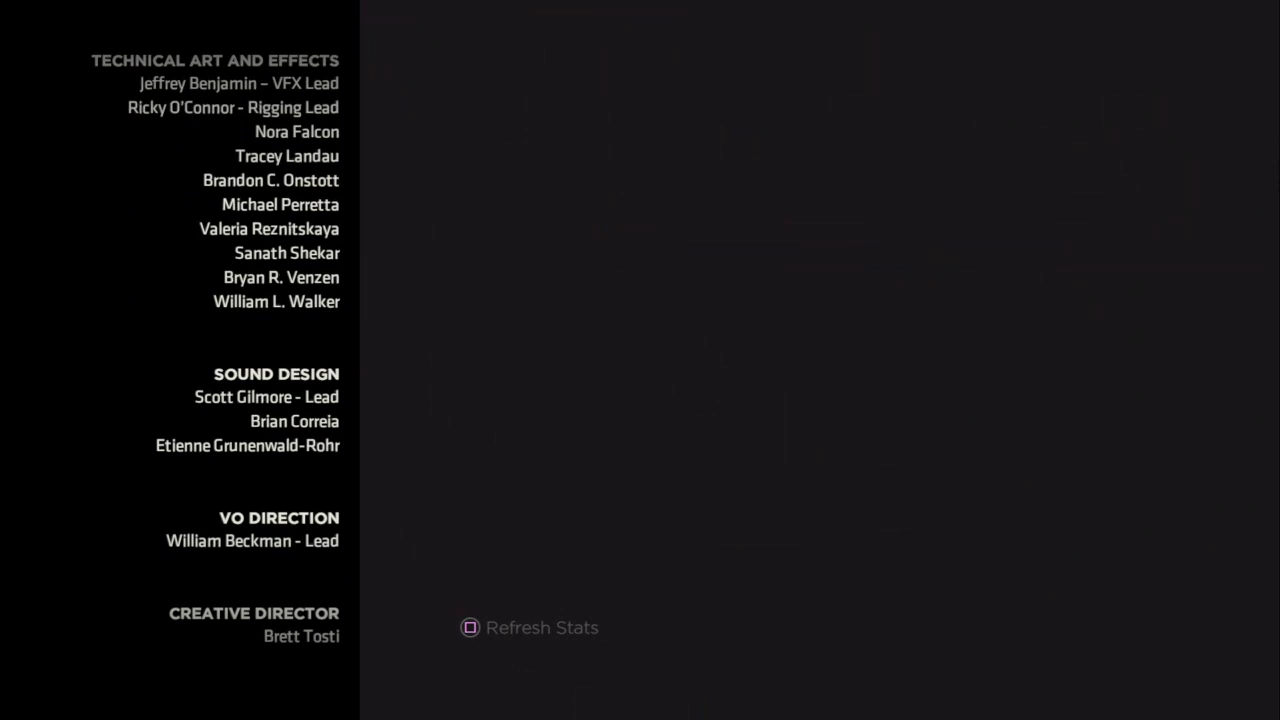 TECHNICAL ART AND EFFECTS
Jeffrey Benjamin – VFX Lead
Ricky O'Connor - Rigging Lead
Nora Falcon
Tracey Landau
Brandon C. Onstott
Michael Perretta
Valeria Reznitskaya
Sanath Shekar
Bryan R. Venzen
William L. Walker
SOUND DESIGN
Scott Gilmore - Lead
Brian Correia
Etienne Grunenwald-Rohr
VO DIRECTION
William Beckman - Lead
CREATIVE DIRECTOR
Brett Tosti
Refresh Stats